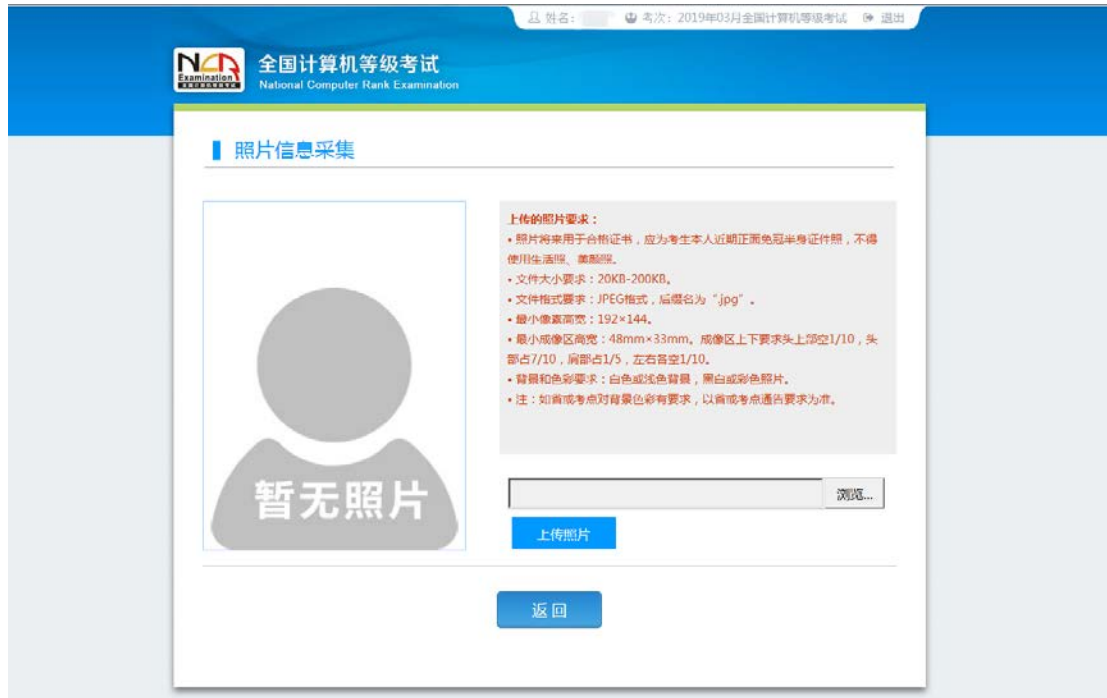 姓名：
考次：2019年03月全国计算机等级考试
退出
NCR
Examination
全国计算机等级考试
全国计算机等级考试
National Computer Rank Examination
照片信息采集
上传的照片要求：
• 照片将来用于合格证书，应为考生本人近期正面免冠半身证件照，不得
使用生活照、美颜照。
• 文件大小要求：20KB-200KB。
• 文件格式要求：JPEG格式，后缀名为“.jpg”。
• 最小像素高宽：192×144。
• 最小成像区高宽：48mm×33mm。成像区上下要求头上部空1/10，头
部占7/10，肩部占1/5，左右各空1/10。
• 背景和色彩要求：白色或浅色背景，黑白或彩色照片。
• 注：如省或考点对背景色彩有要求，以省或考点通告要求为准。
暂无照片
浏览...
上传照片
返回